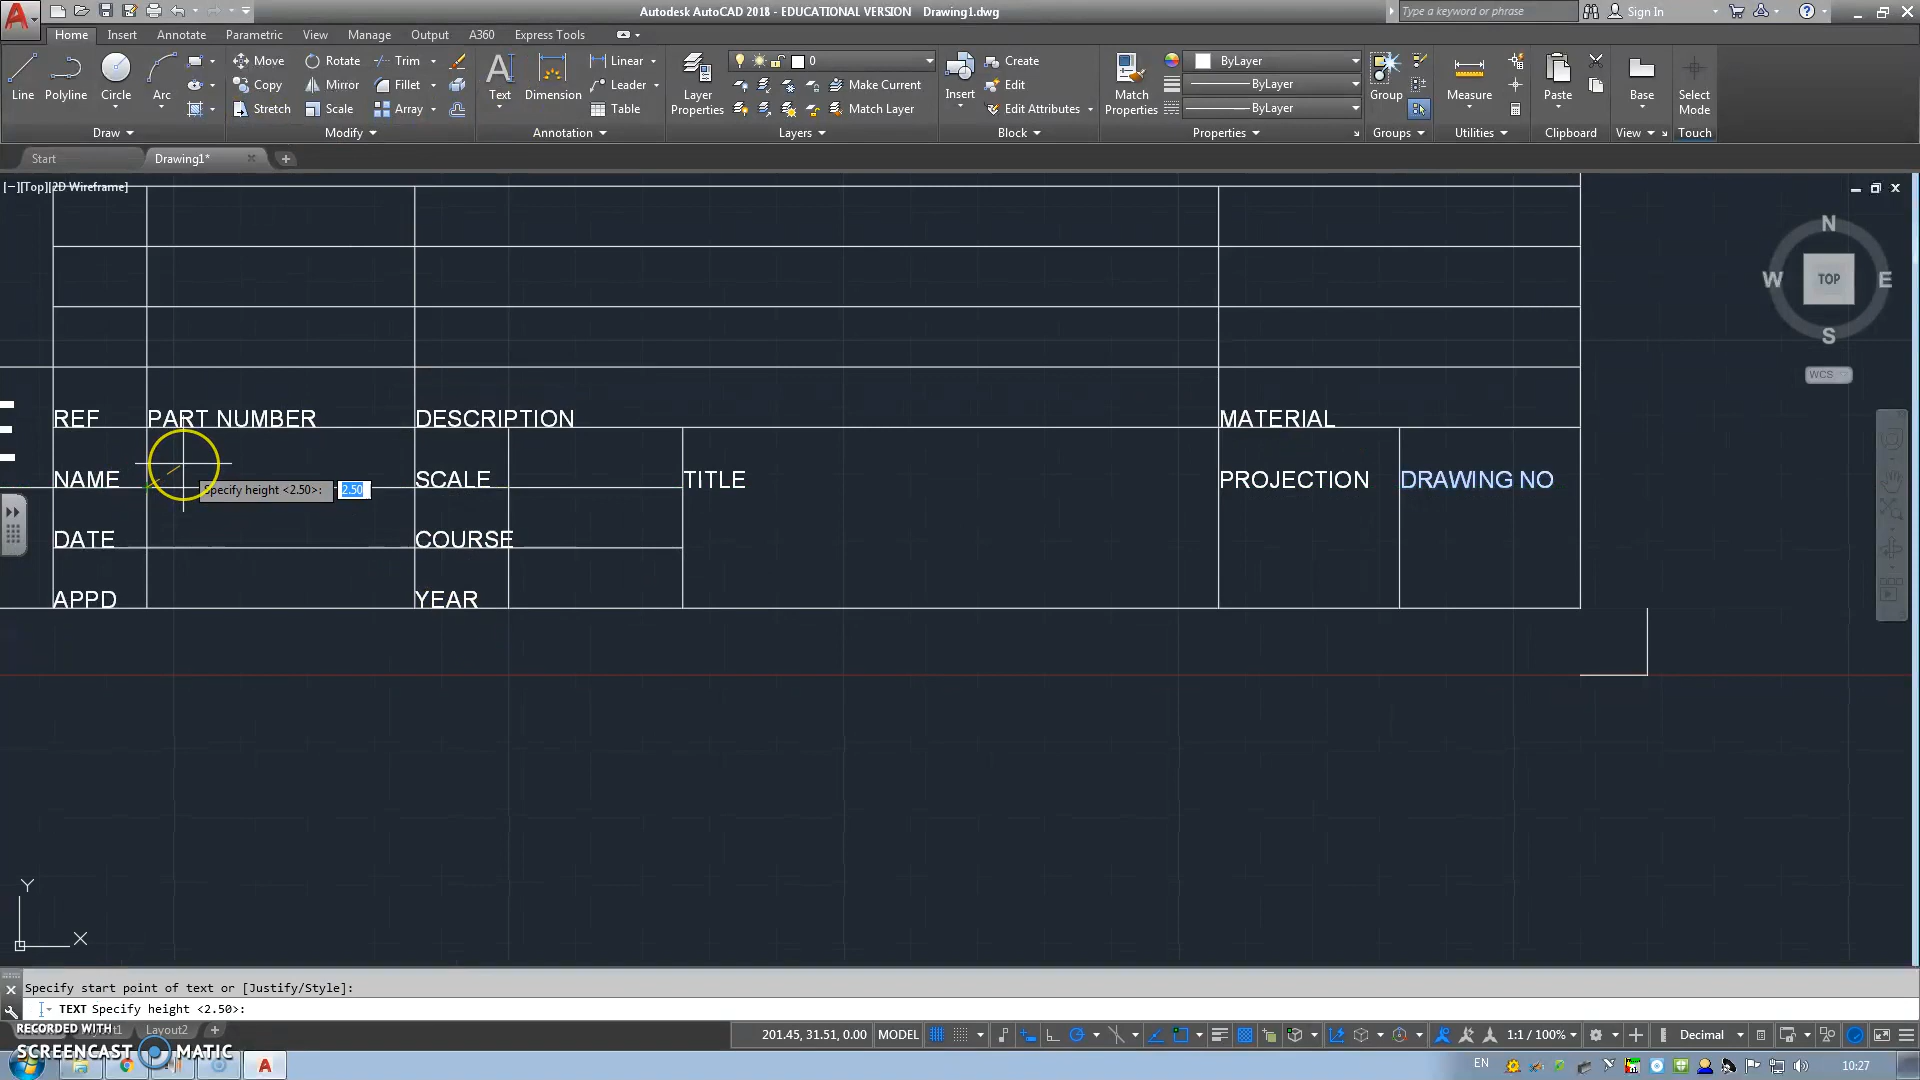 Autodesk AutoCAD 2018 - EDUCATIONAL VERSION Drawing1.dwg
Type a keyword or phrase
Sign In
Home Insert Annotate Parametric View Manage Output A360 Express Tools
Line Polyline Circle Arc
Move Rotate Trim
Copy Mirror Fillet
Stretch Scale Array
Text Dimension
Linear
Leader
Table
Layer Properties
0
Make Current
Match Layer
Insert
Create
Edit
Edit Attributes
Match Properties
ByLayer
ByLayer
ByLayer
Group
Measure
Paste
Base
Select Mode
Draw Modify Annotation Layers Block Properties Groups Utilities Clipboard View Touch
Start Drawing1*
[−][Top][2D Wireframe]
N
W TOP E
S
WCS
REF PART NUMBER DESCRIPTION MATERIAL
NAME SCALE TITLE PROJECTION DRAWING NO
Specify height <2.50>: 2.50
DATE COURSE
APPD YEAR
Y
X
Specify start point of text or [Justify/Style]:
TEXT Specify height <2.50>:
Layout2
201.45, 31.51, 0.00 MODEL 1:1 / 100% Decimal
RECORDED WITH
SCREENCAST MATIC
EN 10:27